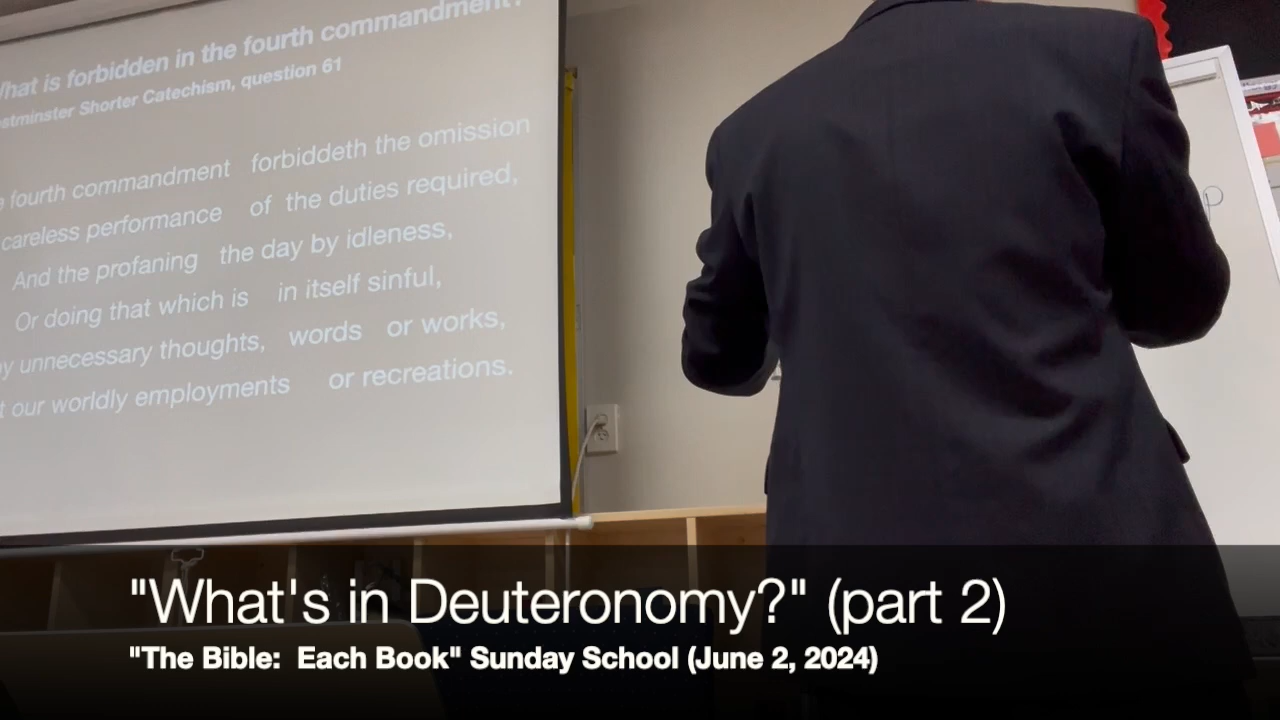 What is forbidden in the fourth commandment?
stminster Shorter Catechism, question 61
e fourth commandment forbiddeth the omission
careless performance of the duties required,
And the profaning the day by idleness,
Or doing that which is in itself sinful,
by unnecessary thoughts, words or works,
t our worldly employments or recreations.
"What's in Deuteronomy?" (part 2)
"The Bible: Each Book" Sunday School (June 2, 2024)